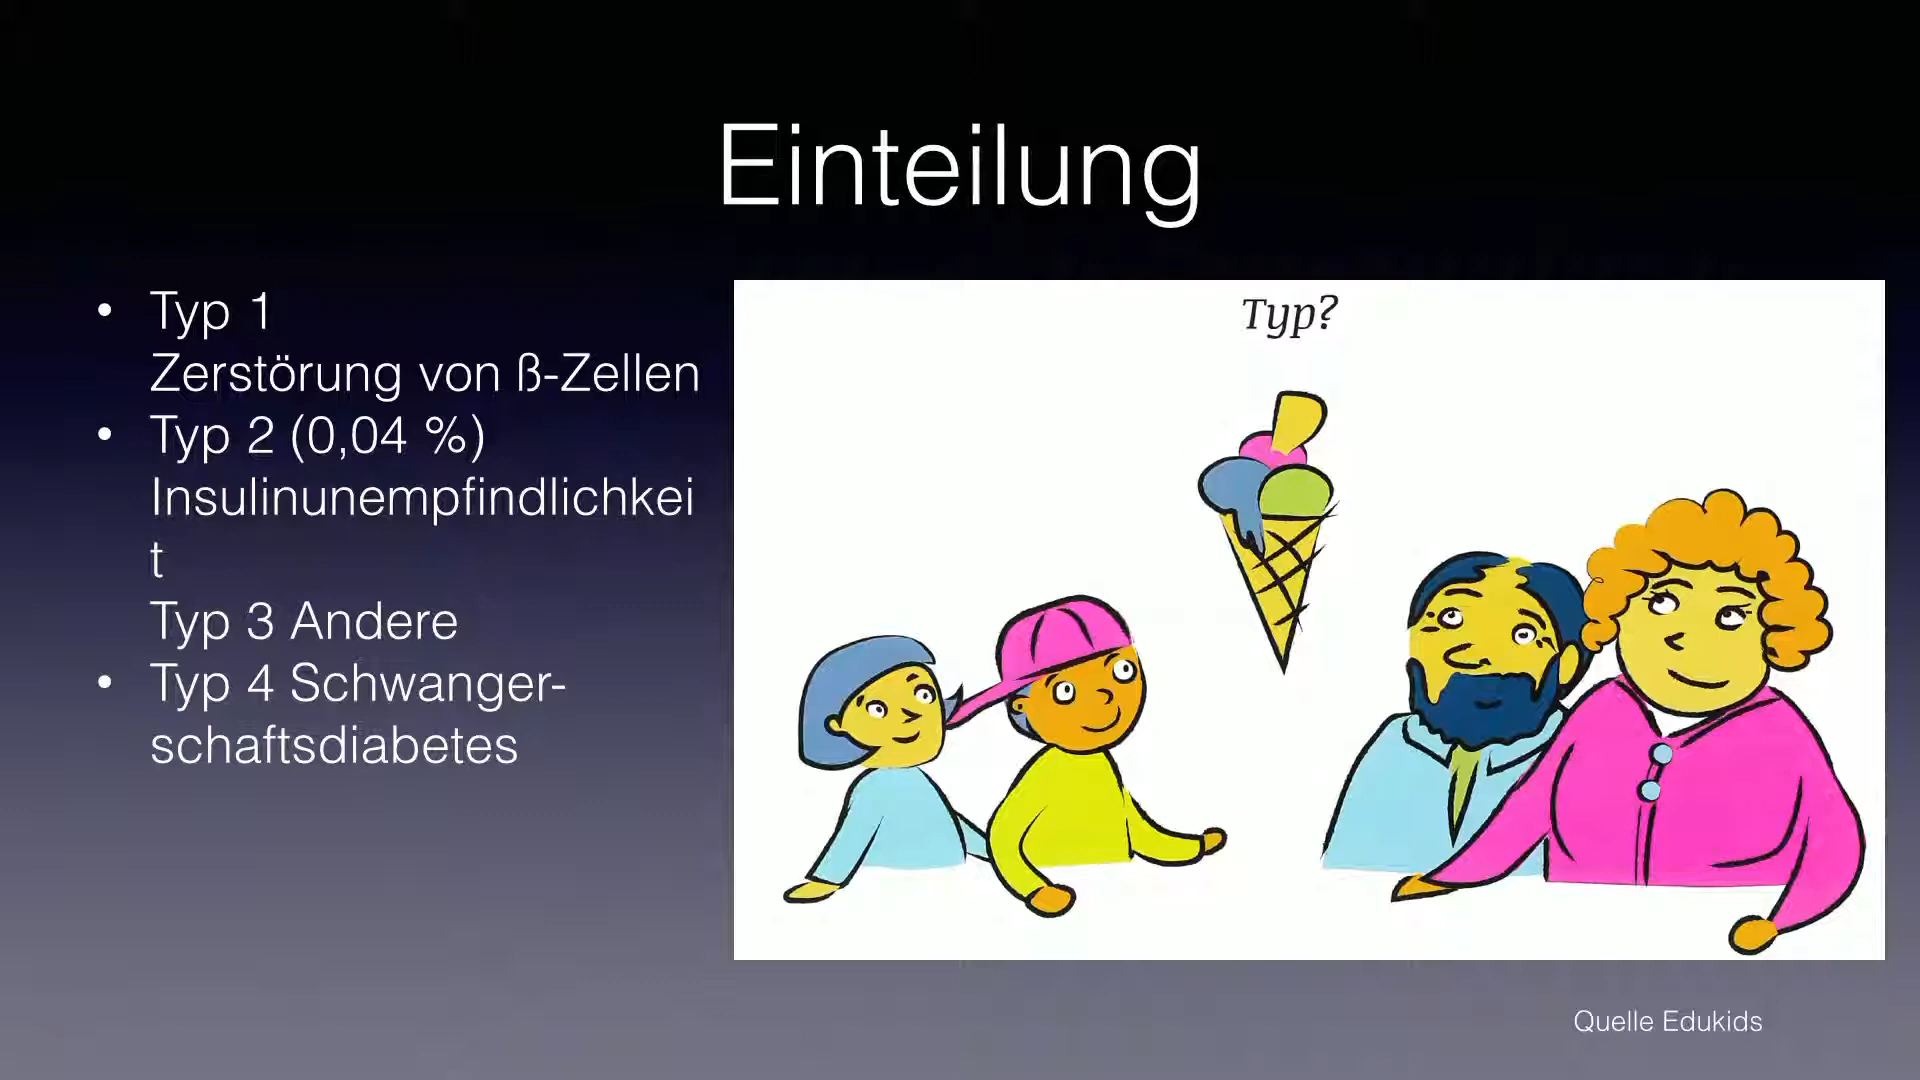 Einteilung
• Typ 1
Zerstörung von ß-Zellen
• Typ 2 (0,04 %)
Insulinunempfindlichkei
t
Typ 3 Andere
• Typ 4 Schwanger-
schaftsdiabetes
Typ?
Quelle Edukids